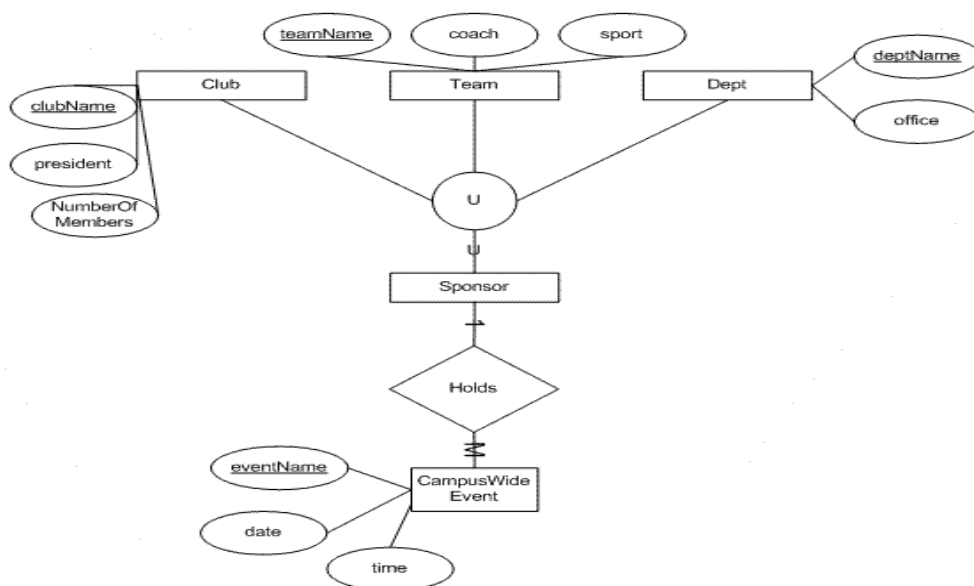 teamName
coach
sport
deptName
Club
Team
Dept
clubName
office
president
U
NumberOf
Members
U
Sponsor
1
Holds
M
eventName
CampusWide
Event
date
time